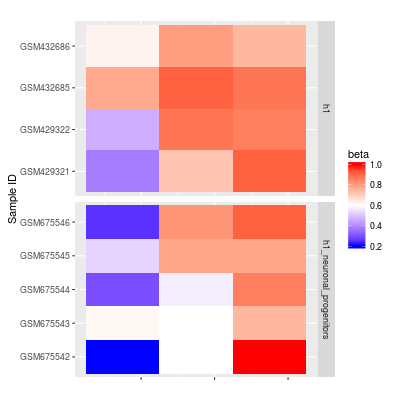 GSM432686
GSM432685
GSM429322
GSM429321
h1
GSM675546
GSM675545
GSM675544
GSM675543
GSM675542
h1_neuronal_progenitors
Sample ID
beta
1.0
0.8
0.6
0.4
0.2